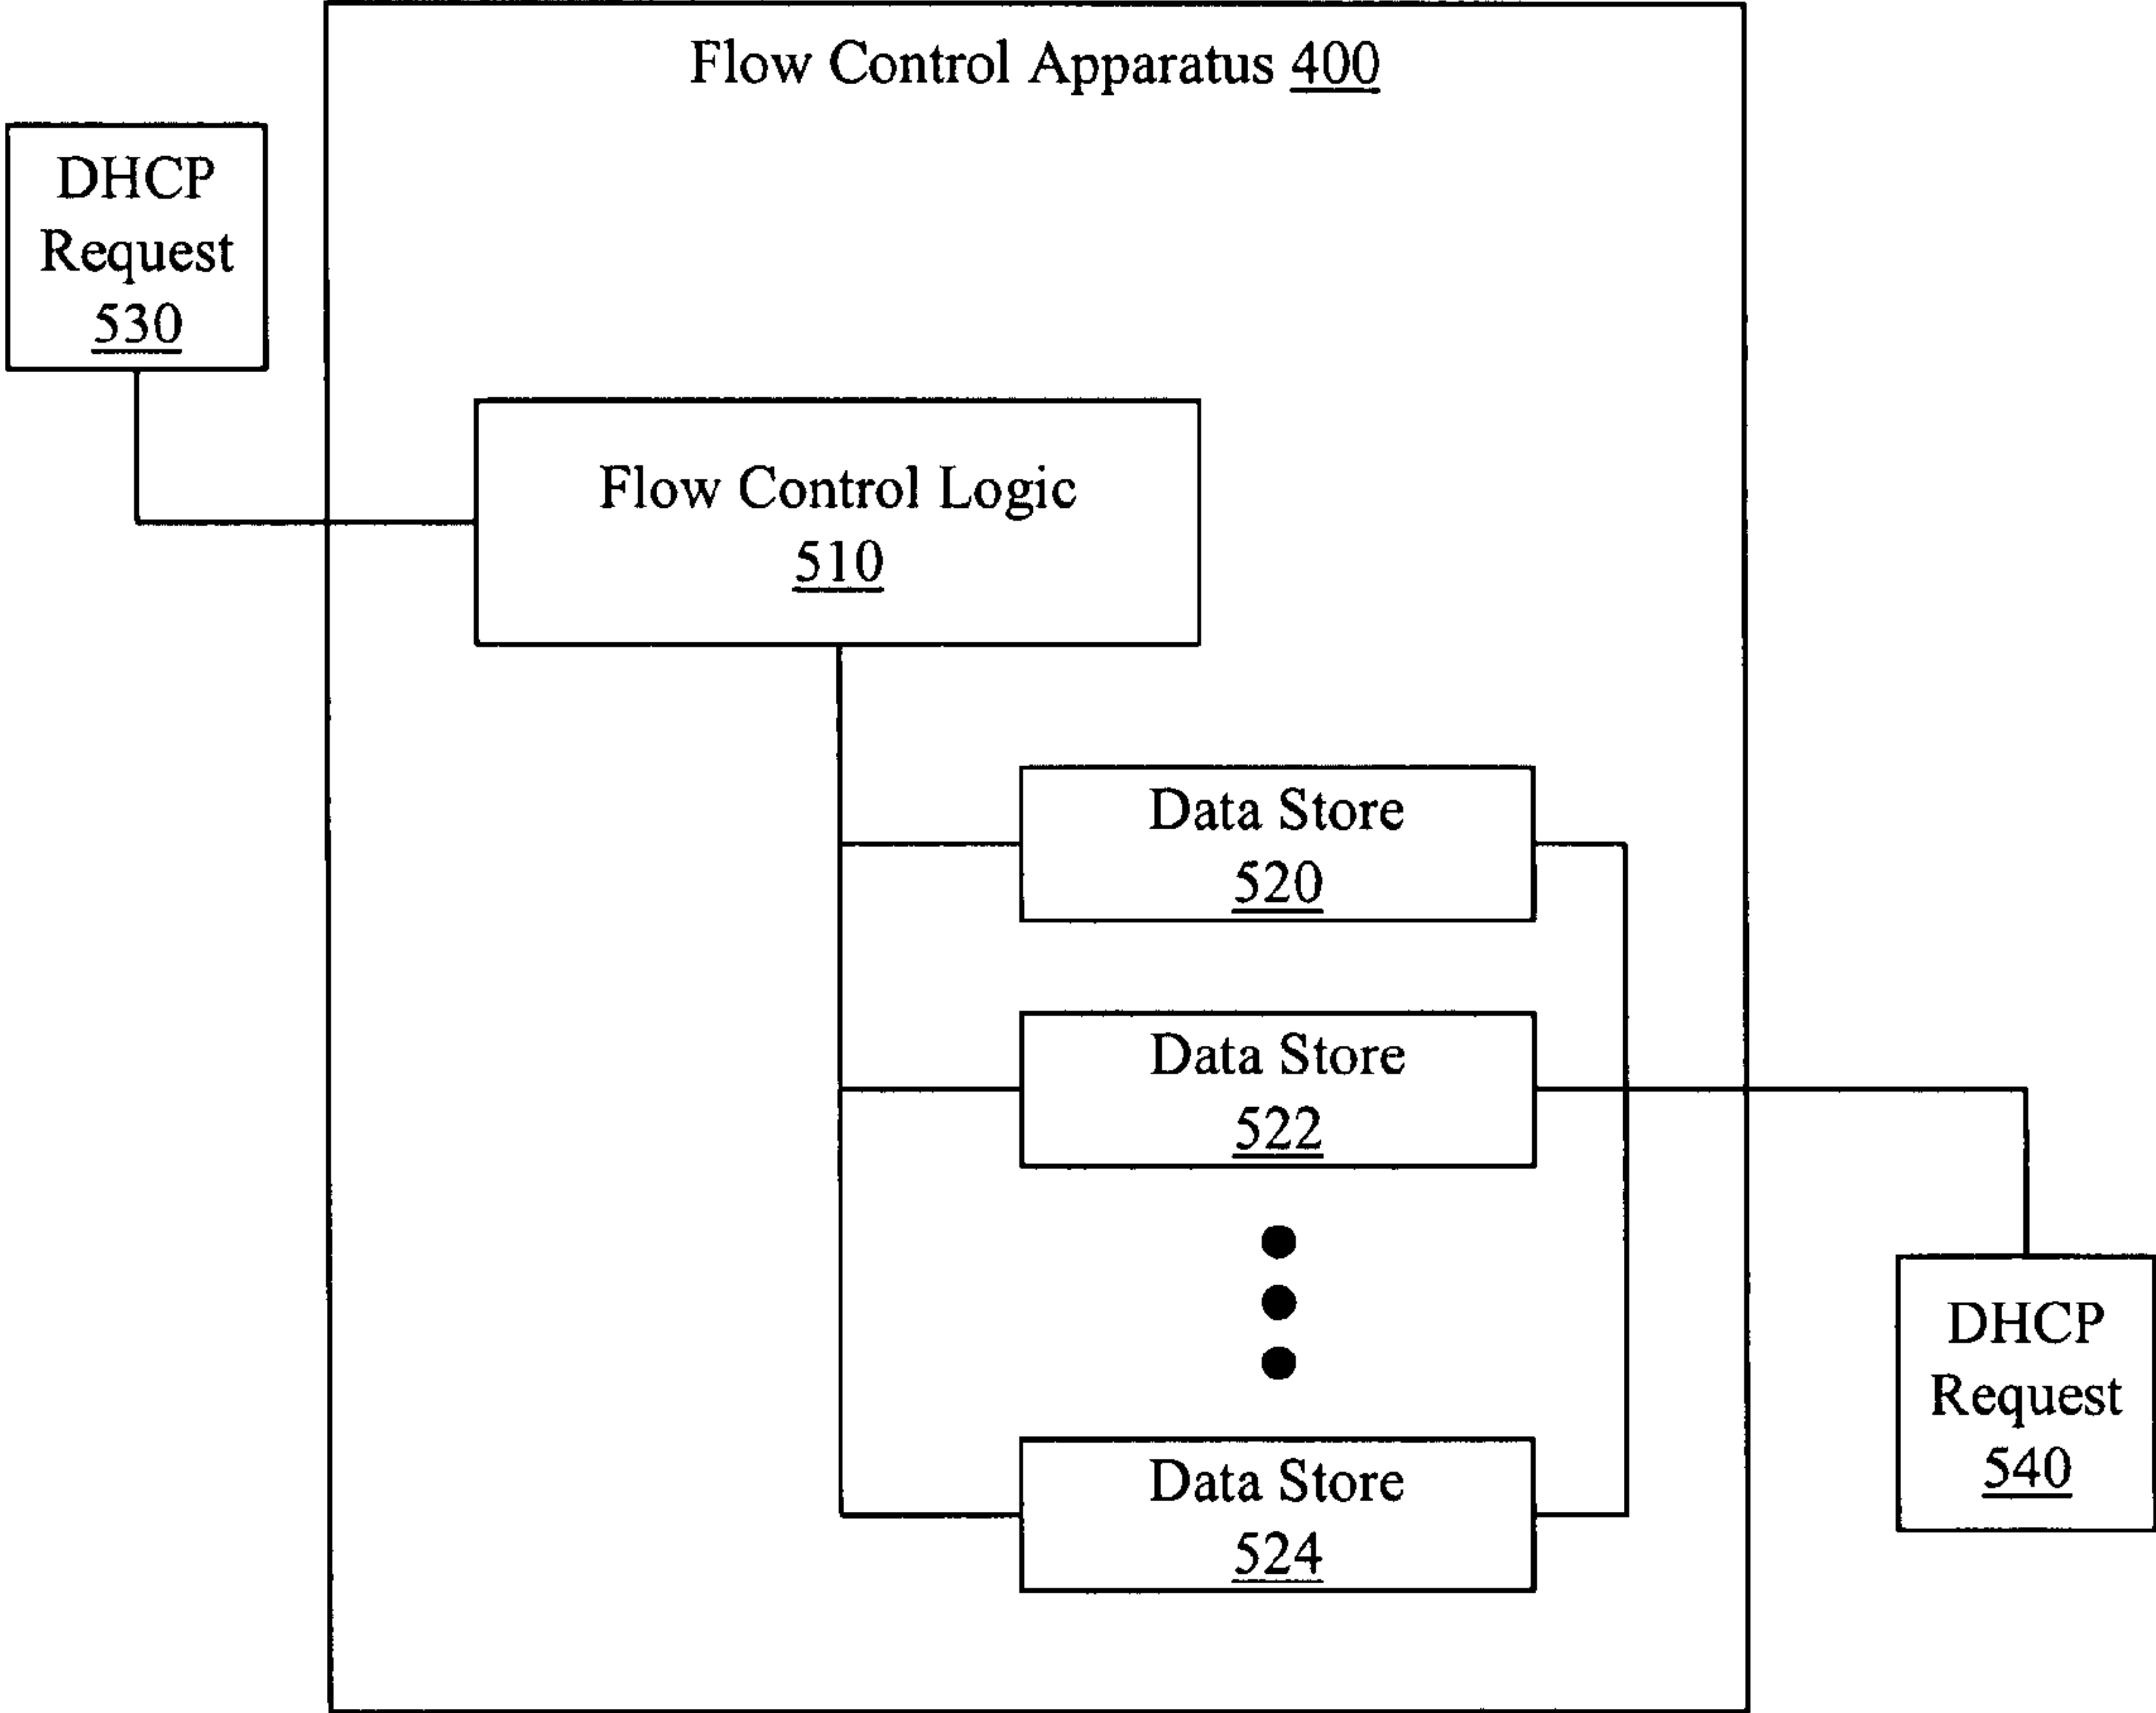 Flow Control Apparatus 400
DHCP
Request
530
Flow Control Logic
510
Data Store
520
Data Store
522
Data Store
524
DHCP
Request
540